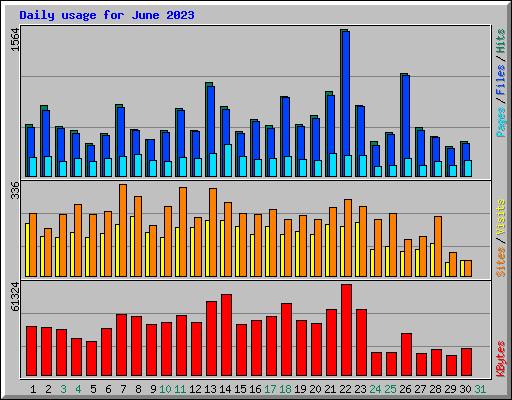 Daily usage for June 2023
1564
Pages / Files / Hits
336
Sites / Visits
61324
KBytes
1 2 3 4 5 6 7 8 9 10 11 12 13 14 15 16 17 18 19 20 21 22 23 24 25 26 27 28 29 30 31